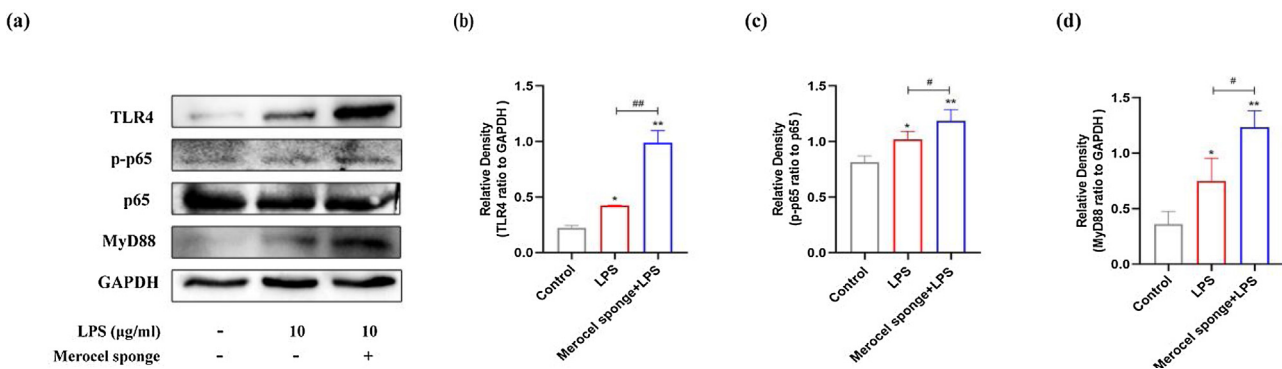 (a)
TLR4
p-p65
p65
MyD88
GAPDH
LPS (μg/ml) - 10 10
Merocel sponge - - +
(b)
Relative Density
(TLR4 ratio to GAPDH )
1.5
1.0
0.5
0.0
##
**
*
Control
LPS
Merocel sponge+LPS
(c)
Relative Density
(p-p65 ratio to p65 )
1.5
1.0
0.5
0.0
#
**
*
Control
LPS
Merocel sponge+LPS
(d)
Relative Density
(MyD88 ratio to GAPDH )
1.5
1.0
0.5
0.0
#
**
*
Control
LPS
Merocel sponge+LPS